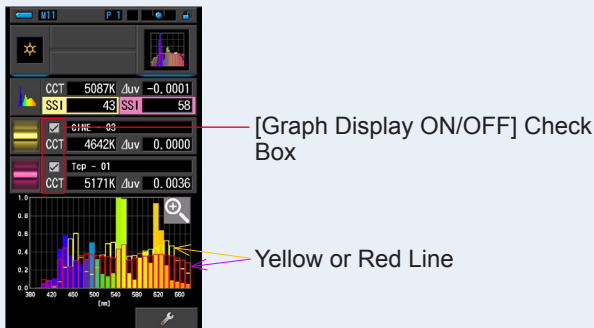 M11 P 1
CCT 5087K ⊿uv -0.0001
SSI 43 SSI 58
CINE - 03
CCT 4642K ⊿uv 0.0000
Tcp - 01
CCT 5171K ⊿uv 0.0036
[Graph Display ON/OFF] Check
Box
1.0
0.8
0.6
0.4
0.2
0.0
380 420 460 500 540 580 620 660
[nm]
Yellow or Red Line